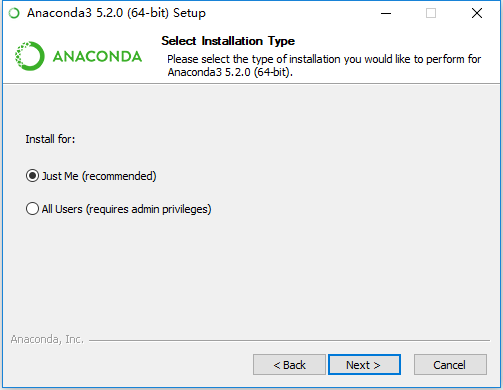 Anaconda3 5.2.0 (64-bit) Setup
ANACONDA
Select Installation Type
Please select the type of installation you would like to perform for
Anaconda3 5.2.0 (64-bit).
Install for:
Just Me (recommended)
All Users (requires admin privileges)
Anaconda, Inc.
< Back
Next >
Cancel